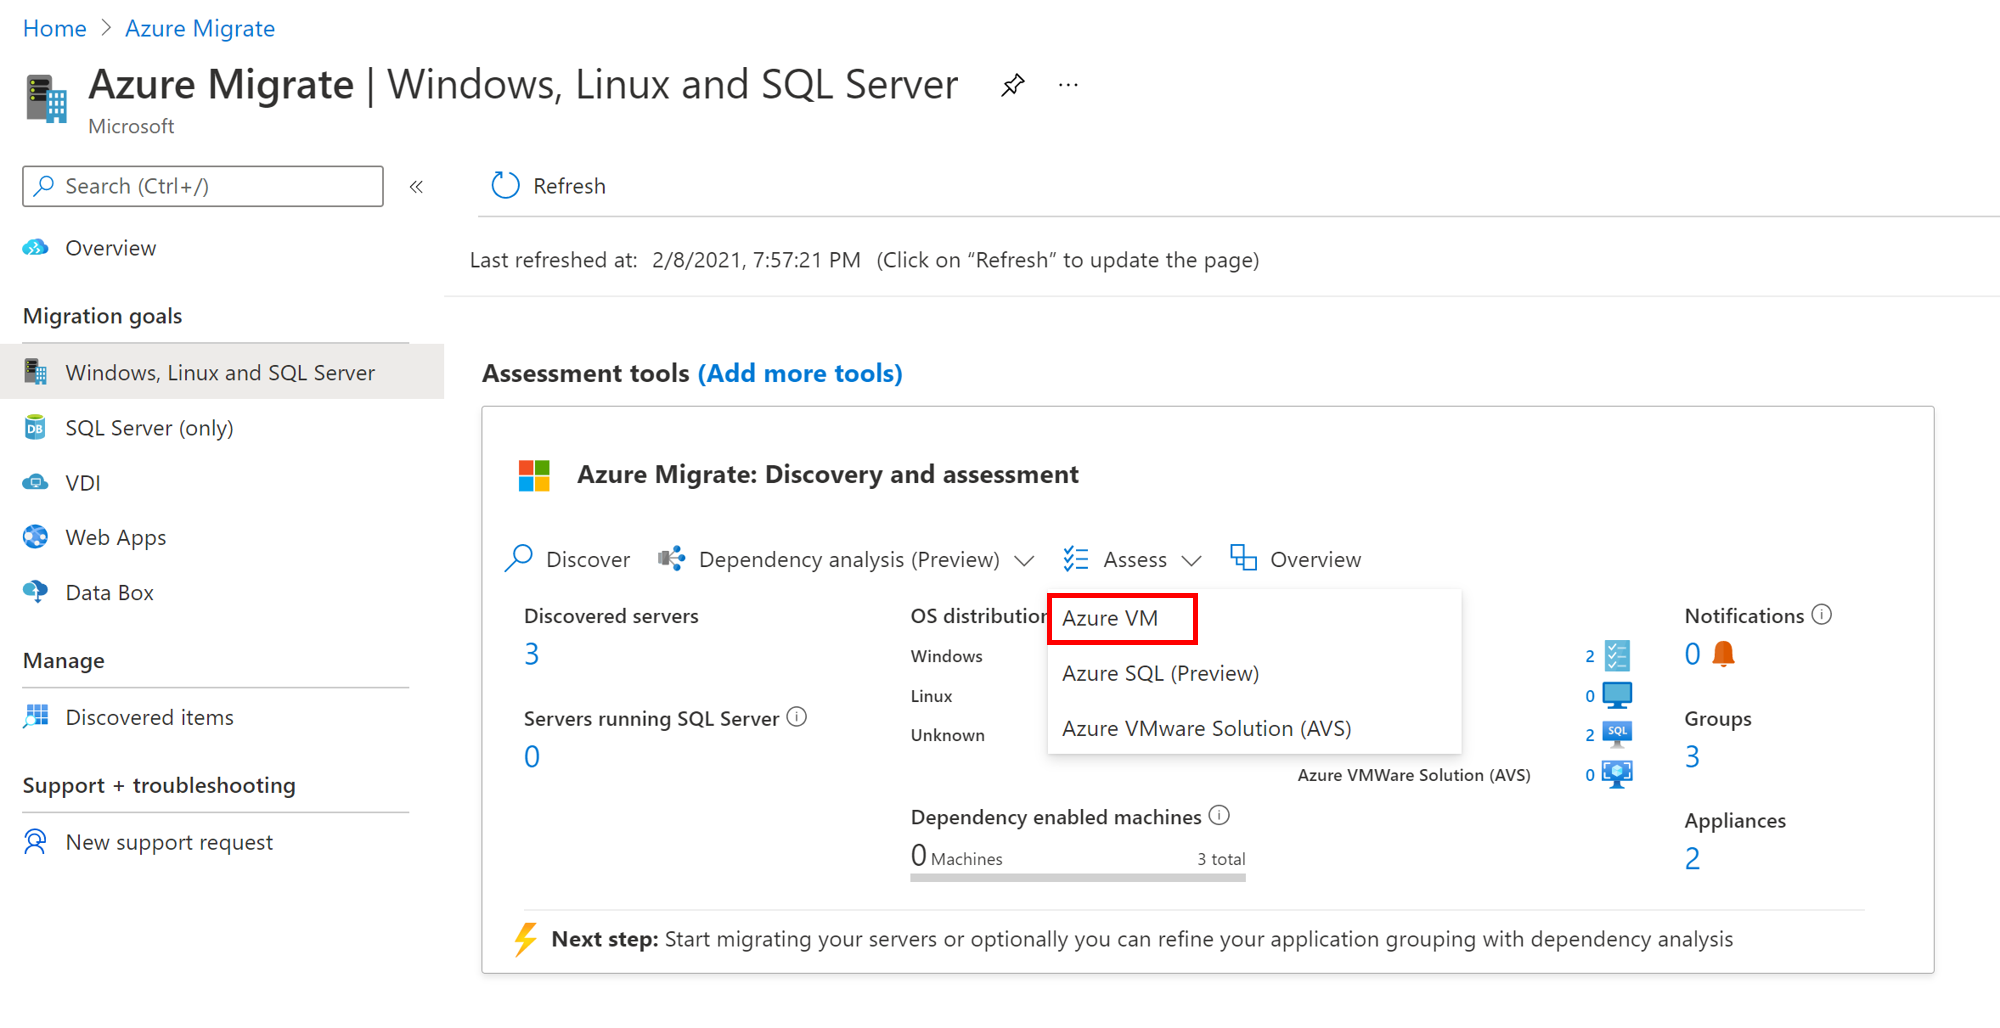 Home > Azure Migrate
Azure Migrate | Windows, Linux and SQL Server ...
Microsoft
Search (Ctrl+/) «
Overview
Migration goals
Windows, Linux and SQL Server
SQL Server (only)
DB
VDI
Web Apps
Data Box
Manage
Discovered items
Support + troubleshooting
New support request
Refresh
Last refreshed at: 2/8/2021, 7:57:21 PM (Click on “Refresh” to update the page)
Assessment tools (Add more tools)
Azure Migrate: Discovery and assessment
Discover Dependency analysis (Preview) Assess Overview
Azure VM
Azure SQL (Preview)
Azure VMware Solution (AVS)
Discovered servers
3
Servers running SQL Server
0
OS distribution
Windows
Linux
Unknown
Dependency enabled machines
0 Machines 3 total
2
0
2 SQL
Azure VMWare Solution (AVS) 0
Notifications
0
Groups
3
Appliances
2
Next step: Start migrating your servers or optionally you can refine your application grouping with dependency analysis